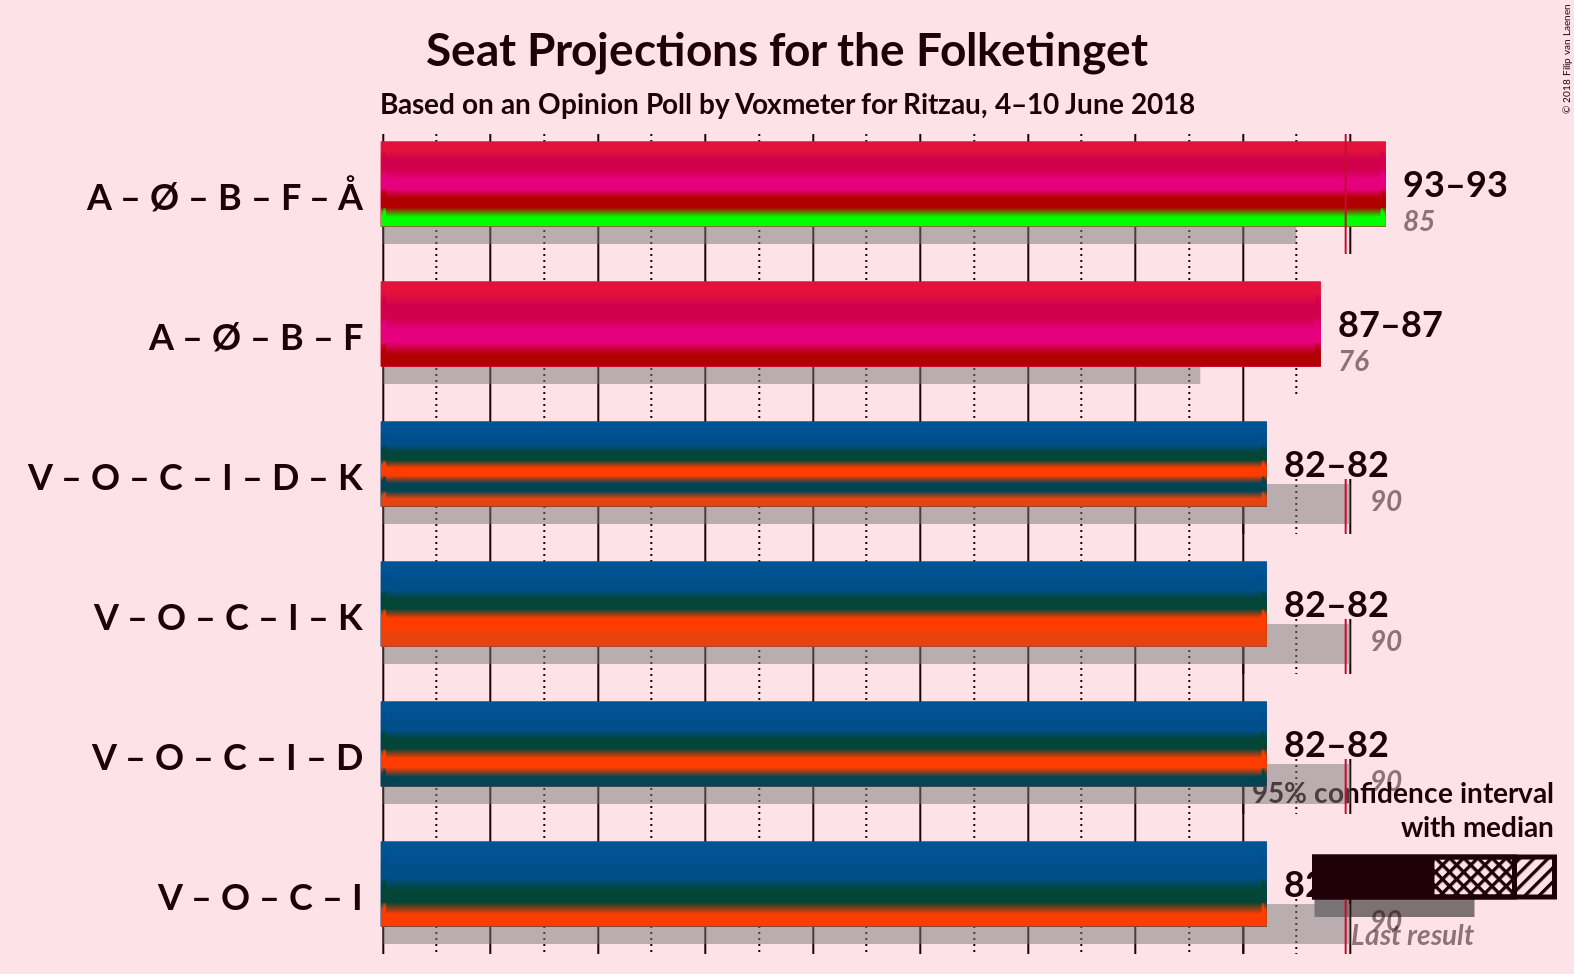 Seat Projections for the Folketinget
Based on an Opinion Poll by Voxmeter for Ritzau, 4–10 June 2018
© 2018 Filip van Laenen
A – Ø – B – F – Å
93–93
85
A – Ø – B – F
87–87
76
V – O – C – I – D – K
82–82
90
V – O – C – I – K
82–82
90
V – O – C – I – D
82–82
90
95% confidence interval
with median
V – O – C – I
82
90
Last result